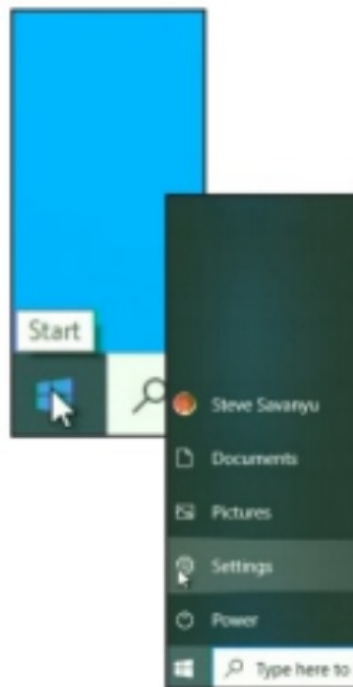 Start
Steve Savanyu
Documents
Pictures
Settings
Power
Type here to